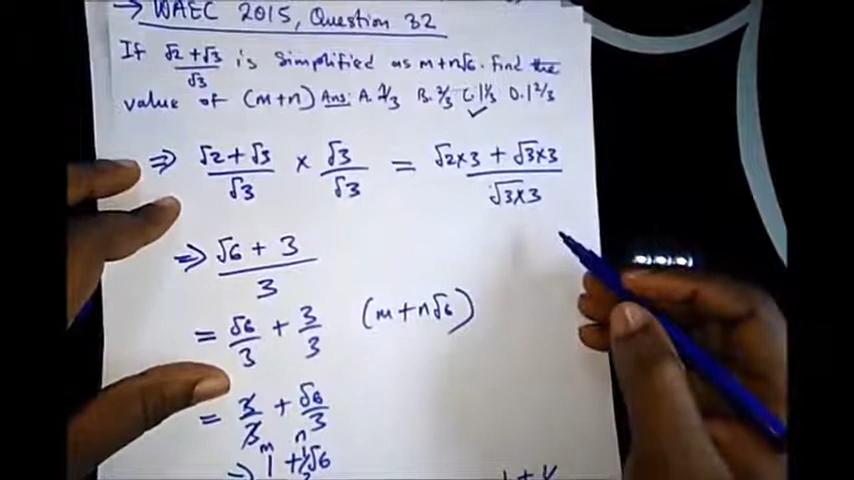 → WAEC 2015, Question 32
If (√2+√3)/√3 is simplified as m+n√6. Find the
value of (m+n) Ans: A. 1/3 B. 2/3 C. 1 1/3 D. 1 2/3 ✓
⇒ (√2+√3)/√3 × √3/√3 = (√2×3 + √3×3)/√3×3
⇒ (√6 + 3)/3
= √6/3 + 3/3 (m+n√6)
= 3/3 + √6/3
m n
→ 1 + 1/3√6